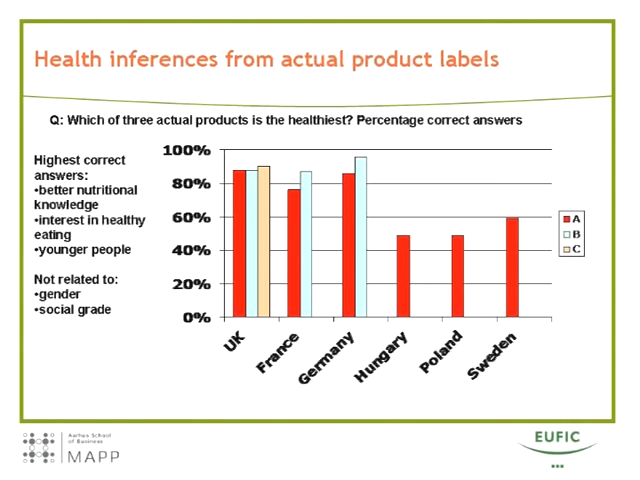 Health inferences from actual product labels
Q: Which of three actual products is the healthiest? Percentage correct answers
Highest correct
answers:
•better nutritional
knowledge
•interest in healthy
eating
•younger people
Not related to:
•gender
•social grade
100%
80%
60%
40%
20%
0%
UK
France
Germany
Hungary
Poland
Sweden
A
B
C
Aarhus School
of Business
MAPP
EUFIC